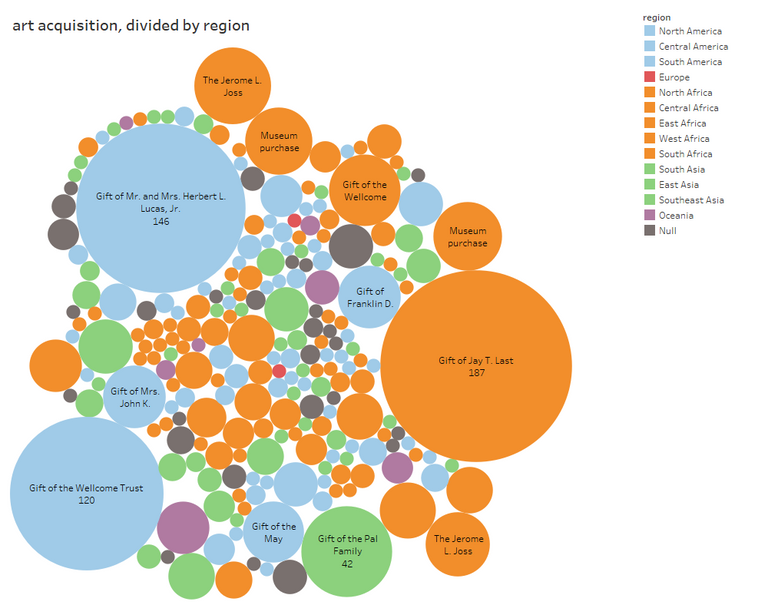 art acquisition, divided by region
region
North America
Central America
South America
Europe
North Africa
Central Africa
East Africa
West Africa
South Africa
South Asia
East Asia
Southeast Asia
Oceania
Null
The Jerome L.
Joss
Museum
purchase
Gift of the
Wellcome
Gift of Mr. and Mrs. Herbert L.
Lucas, Jr.
146
Museum
purchase
Gift of
Franklin D.
Gift of Jay T. Last
187
Gift of Mrs.
John K.
Gift of the Wellcome Trust
120
Gift of the
May
Gift of the Pal
Family
42
The Jerome
L. Joss